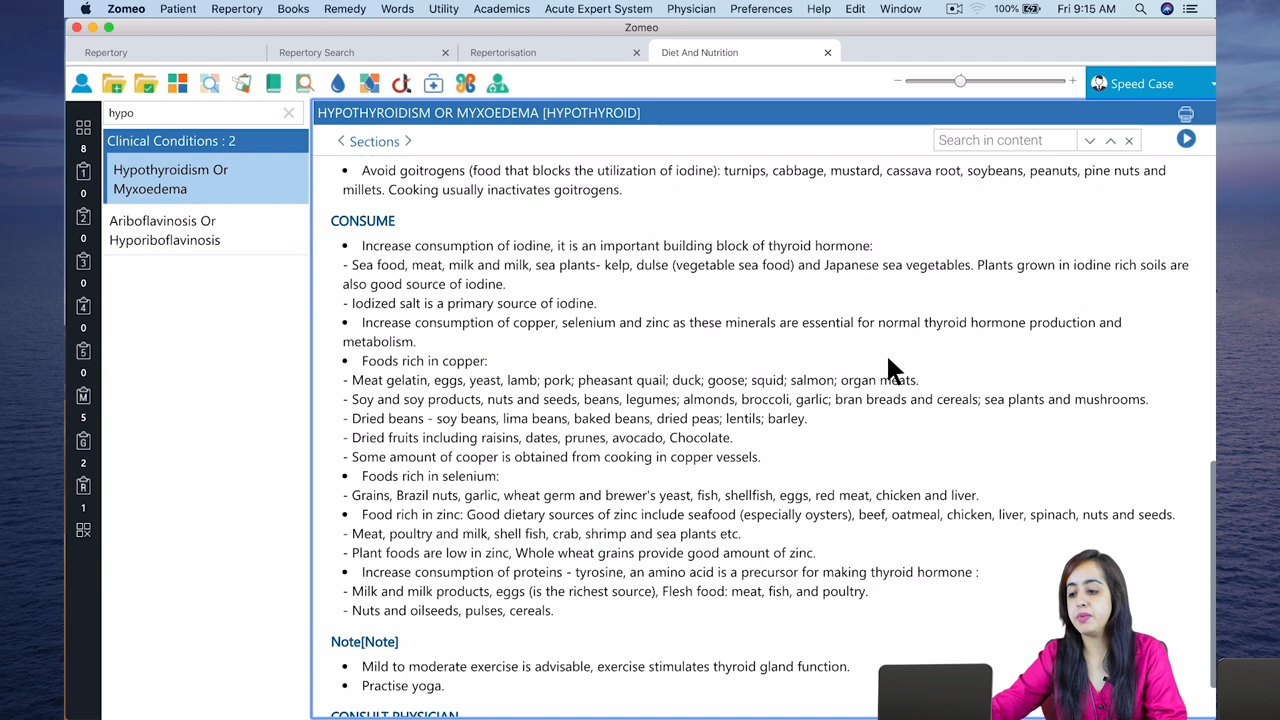 Zomeo Patient Repertory Books Remedy Words Utility Academics Acute Expert System Physician Preferences Help Edit Window 100% Fri 9:15 AM
Zomeo
Repertory Repertory Search Repertorisation Diet And Nutrition
Speed Case
hypo
HYPOTHYROIDISM OR MYXOEDEMA [HYPOTHYROID]
Clinical Conditions : 2
Sections
Search in content
8
Hypothyroidism Or
Myxoedema
Ariboflavinosis Or
Hyporiboflavinosis
1
0
2
0
3
0
4
0
5
0
M
5
G
2
R
1
• Avoid goitrogens (food that blocks the utilization of iodine): turnips, cabbage, mustard, cassava root, soybeans, peanuts, pine nuts and
millets. Cooking usually inactivates goitrogens.
CONSUME
• Increase consumption of iodine, it is an important building block of thyroid hormone:
- Sea food, meat, milk and milk, sea plants- kelp, dulse (vegetable sea food) and Japanese sea vegetables. Plants grown in iodine rich soils are
also good source of iodine.
- Iodized salt is a primary source of iodine.
• Increase consumption of copper, selenium and zinc as these minerals are essential for normal thyroid hormone production and
metabolism.
• Foods rich in copper:
- Meat gelatin, eggs, yeast, lamb; pork; pheasant quail; duck; goose; squid; salmon; organ meats.
- Soy and soy products, nuts and seeds, beans, legumes; almonds, broccoli, garlic; bran breads and cereals; sea plants and mushrooms.
- Dried beans - soy beans, lima beans, baked beans, dried peas; lentils; barley.
- Dried fruits including raisins, dates, prunes, avocado, Chocolate.
- Some amount of cooper is obtained from cooking in copper vessels.
• Foods rich in selenium:
- Grains, Brazil nuts, garlic, wheat germ and brewer's yeast, fish, shellfish, eggs, red meat, chicken and liver.
• Food rich in zinc: Good dietary sources of zinc include seafood (especially oysters), beef, oatmeal, chicken, liver, spinach, nuts and seeds.
- Meat, poultry and milk, shell fish, crab, shrimp and sea plants etc.
- Plant foods are low in zinc, Whole wheat grains provide good amount of zinc.
• Increase consumption of proteins - tyrosine, an amino acid is a precursor for making thyroid hormone :
- Milk and milk products, eggs (is the richest source), Flesh food: meat, fish, and poultry.
- Nuts and oilseeds, pulses, cereals.
Note[Note]
• Mild to moderate exercise is advisable, exercise stimulates thyroid gland function.
• Practise yoga.
CONSULT PHYSICIAN